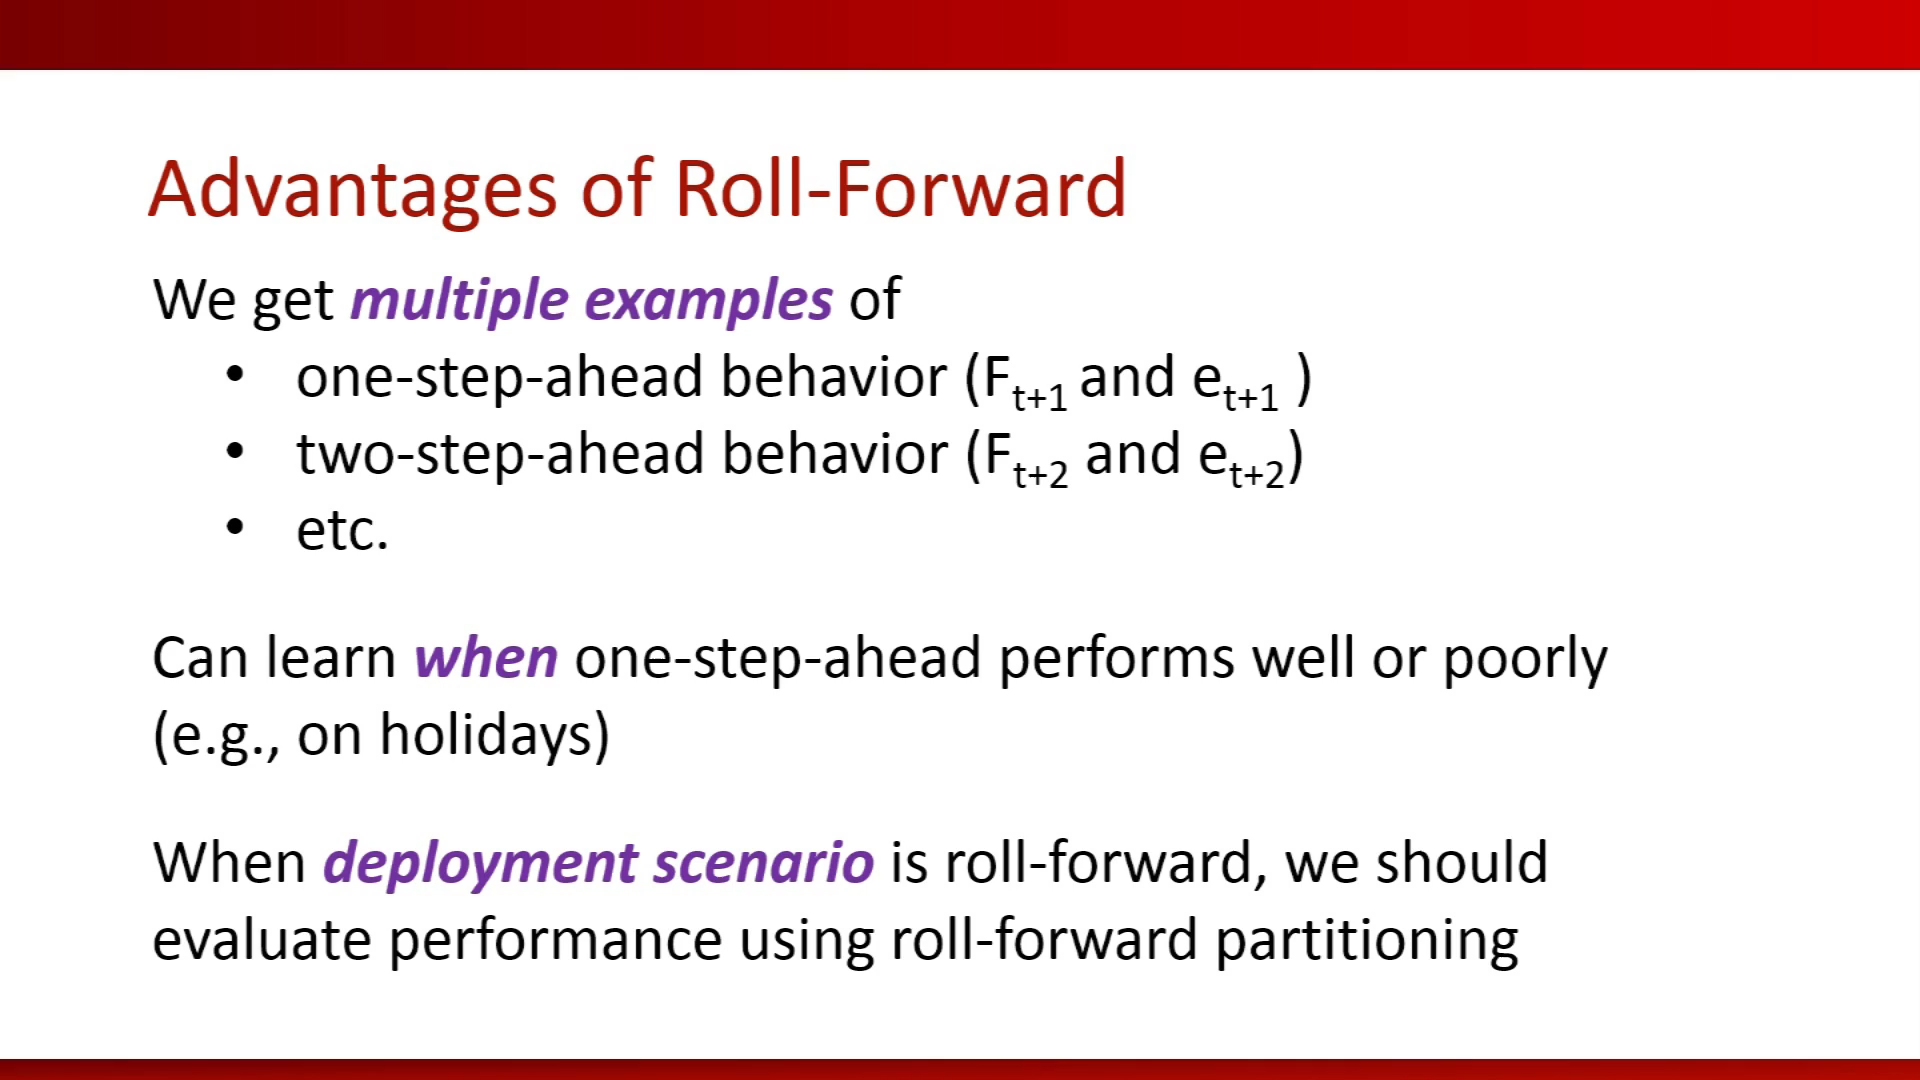 Advantages of Roll-Forward
We get multiple examples of
• one-step-ahead behavior (Ft+1 and et+1 )
• two-step-ahead behavior (Ft+2 and et+2)
• etc.
Can learn when one-step-ahead performs well or poorly
(e.g., on holidays)
When deployment scenario is roll-forward, we should
evaluate performance using roll-forward partitioning